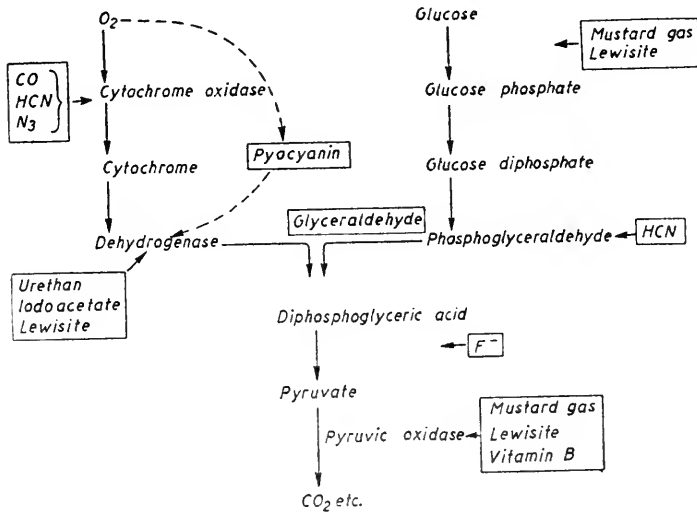 O2
Glucose
Mustard gas
Lewisite
CO
HCN
N3
Cytachrome oxidase
Glucose phosphate
Cytochrome
Pyocyanin
Glucose diphosphate
Glyceraldehyde
Dehydrogenase
Phosphoglyceraldehyde
HCN
Urethan
Iodoacetate
Lewisite
Diphosphoglyceric acid
F-
Pyruvate
Pyruvic oxidase
Mustard gas
Lewisite
Vitamin B
CO2 etc.